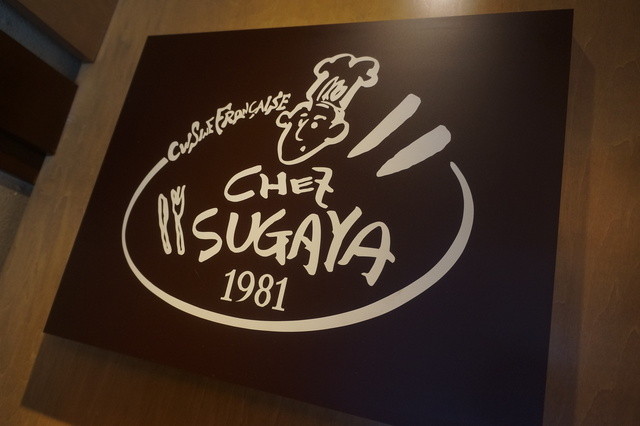 CUISINE FRANÇAISE
CHEZ
SUGAYA
1981